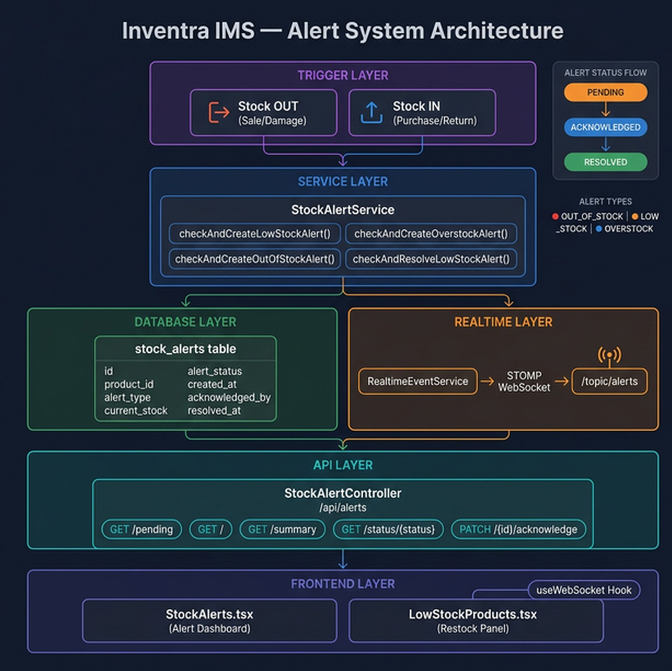 Inventra IMS — Alert System Architecture
TRIGGER LAYER
Stock OUT
(Sale/Damage)
Stock IN
(Purchase/Return)
ALERT STATUS FLOW
PENDING
ACKNOWLEDGED
RESOLVED
ALERT TYPES
OUT_OF_STOCK | LOW
_STOCK | OVERSTOCK
SERVICE LAYER
StockAlertService
checkAndCreateLowStockAlert()
checkAndCreateOverstockAlert()
checkAndCreateOutOfStockAlert()
checkAndResolveLowStockAlert()
DATABASE LAYER
stock_alerts table
id
product_id
alert_type
current_stock
alert_status
created_at
acknowledged_by
resolved_at
REALTIME LAYER
RealtimeEventService
STOMP
WebSocket
/topic/alerts
API LAYER
StockAlertController
/api/alerts
GET /pending
GET /
GET /summary
GET /status/{status}
PATCH /{id}/acknowledge
FRONTEND LAYER
useWebSocket Hook
StockAlerts.tsx
(Alert Dashboard)
LowStockProducts.tsx
(Restock Panel)